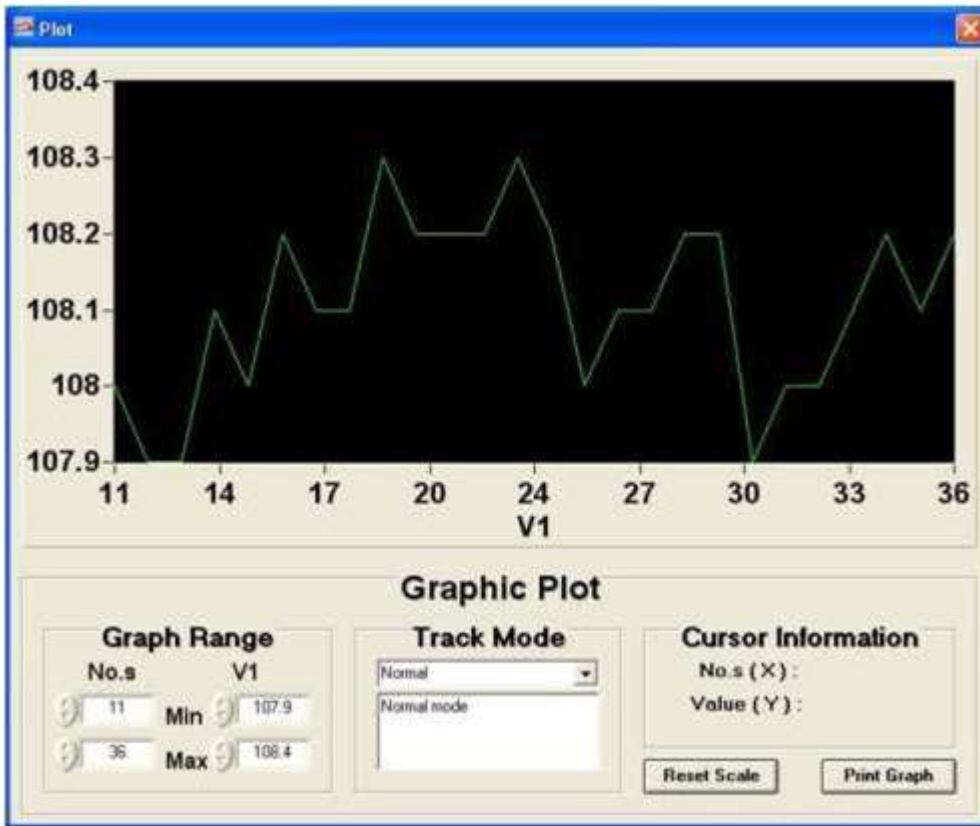 Plot
108.4
108.3
108.2
108.1
108
107.9
11 14 17 20 24 27 30 33 36
V1
Graphic Plot
Graph Range
No.s V1
11 Min 107.9
36 Max 108.4
Track Mode
Normal
Normal mode
Cursor Information
No.s ( X ) :
Value ( Y ) :
Reset Scale Print Graph